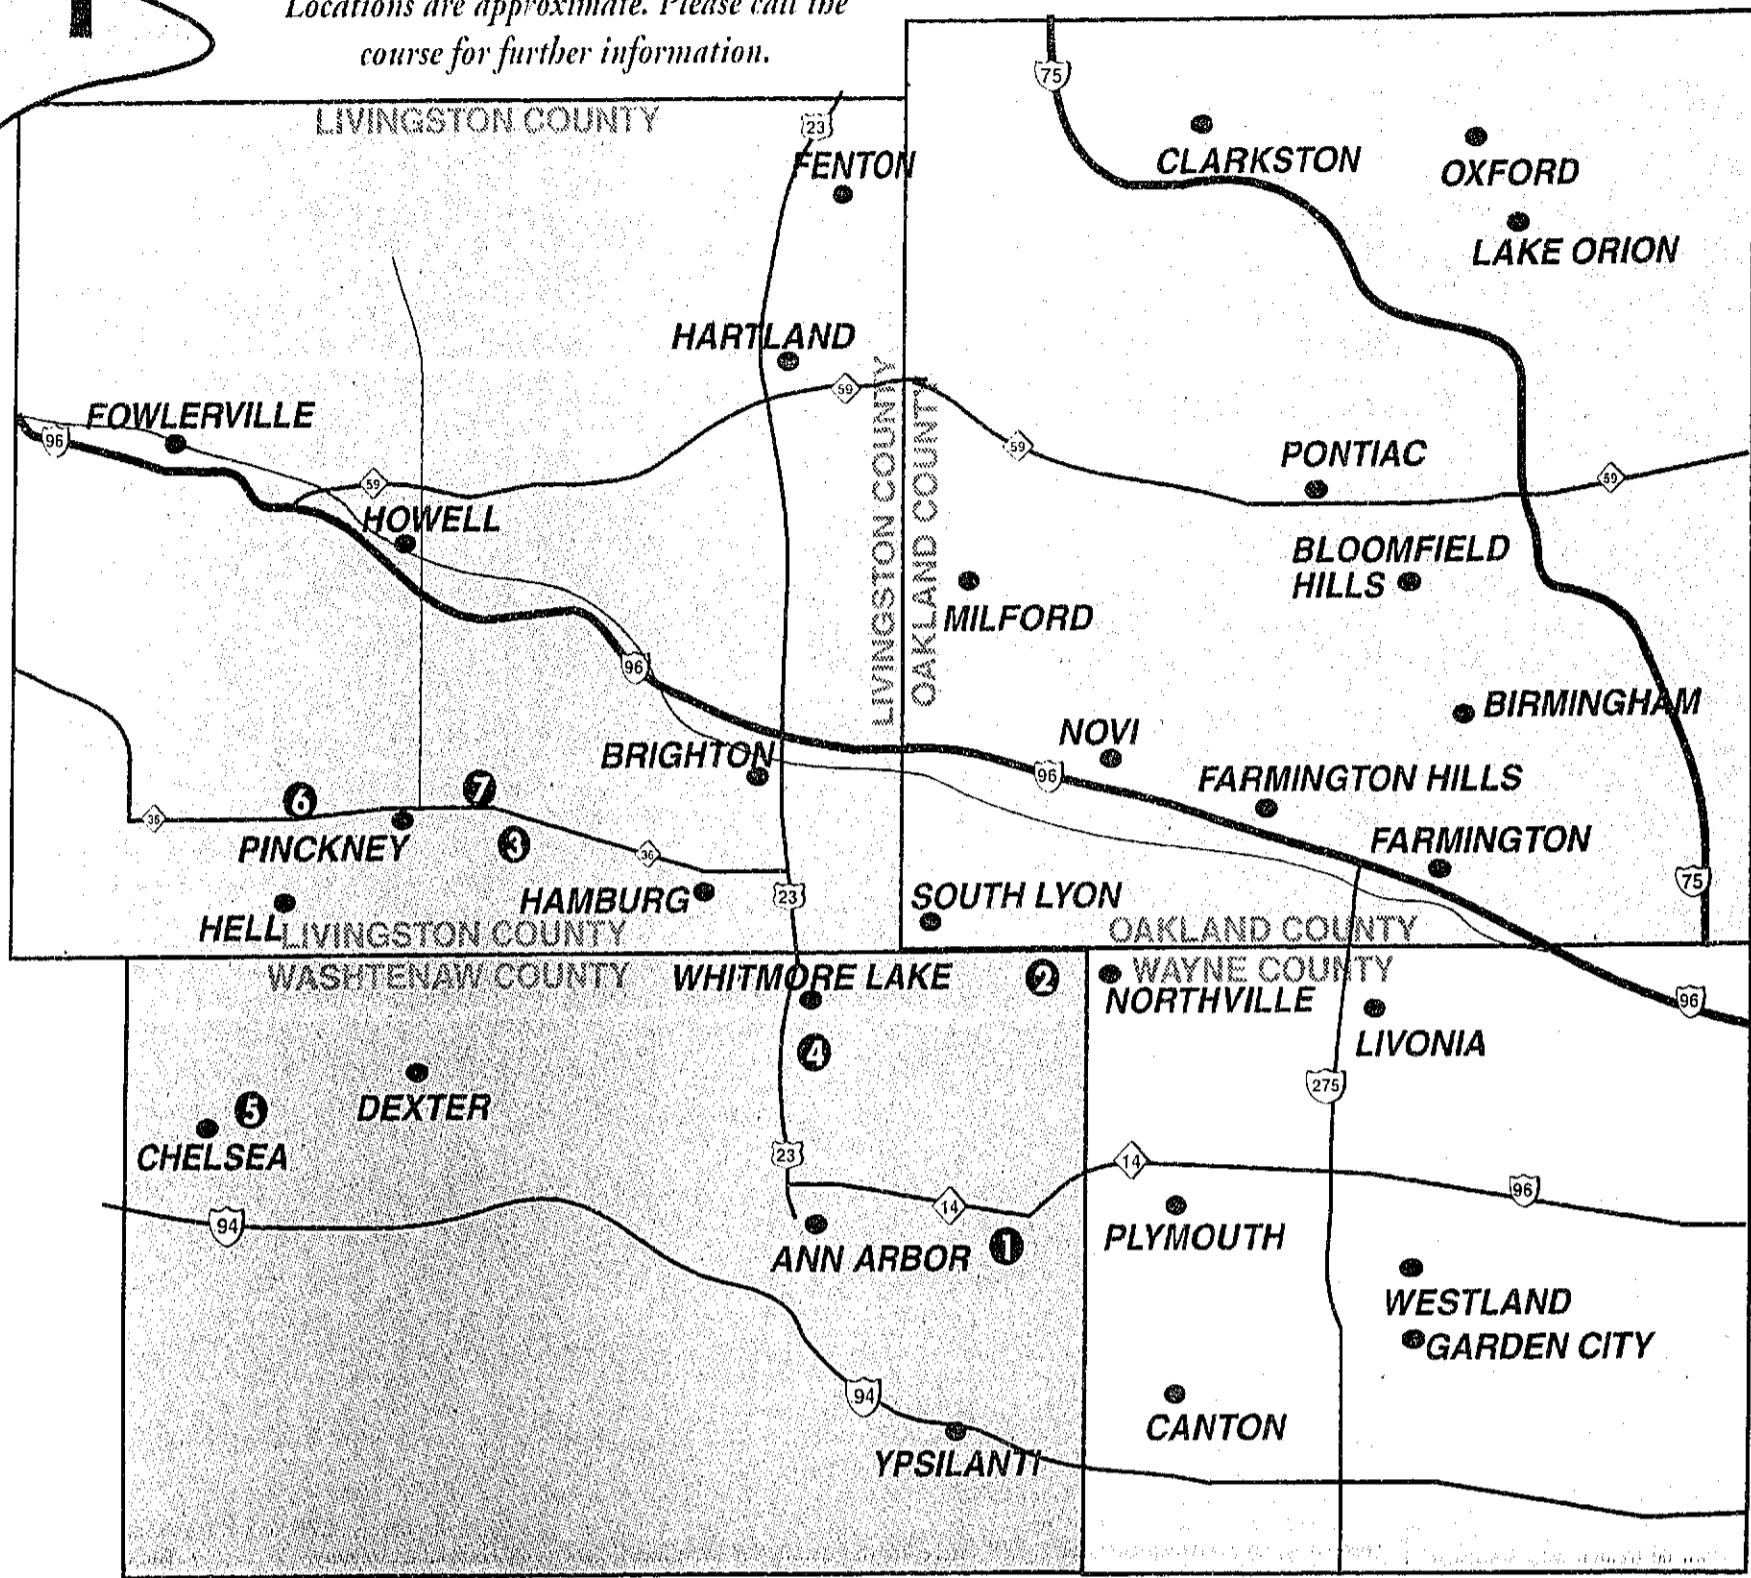 Locations are approximate. Please call the
course for further information.
75
LIVINGSTON COUNTY
23
FENTON
CLARKSTON
OXFORD
LAKE ORION
HARTLAND
59
FOWLERVILLE
96
59
HOWELL
LIVINGSTON COUNTY
OAKLAND COUNTY
59
PONTIAC
59
BLOOMFIELD
HILLS
MILFORD
96
BIRMINGHAM
NOVI
BRIGHTON
96
FARMINGTON HILLS
6
7
36
PINCKNEY
3
36
FARMINGTON
HAMBURG
23
SOUTH LYON
75
HELL
LIVINGSTON COUNTY
OAKLAND COUNTY
WASHTENAW COUNTY
WHITMORE LAKE
2
WAYNE COUNTY
NORTHVILLE
96
LIVONIA
4
275
5
DEXTER
CHELSEA
23
14
96
94
14
ANN ARBOR
1
PLYMOUTH
WESTLAND
GARDEN CITY
94
CANTON
YPSILANTI